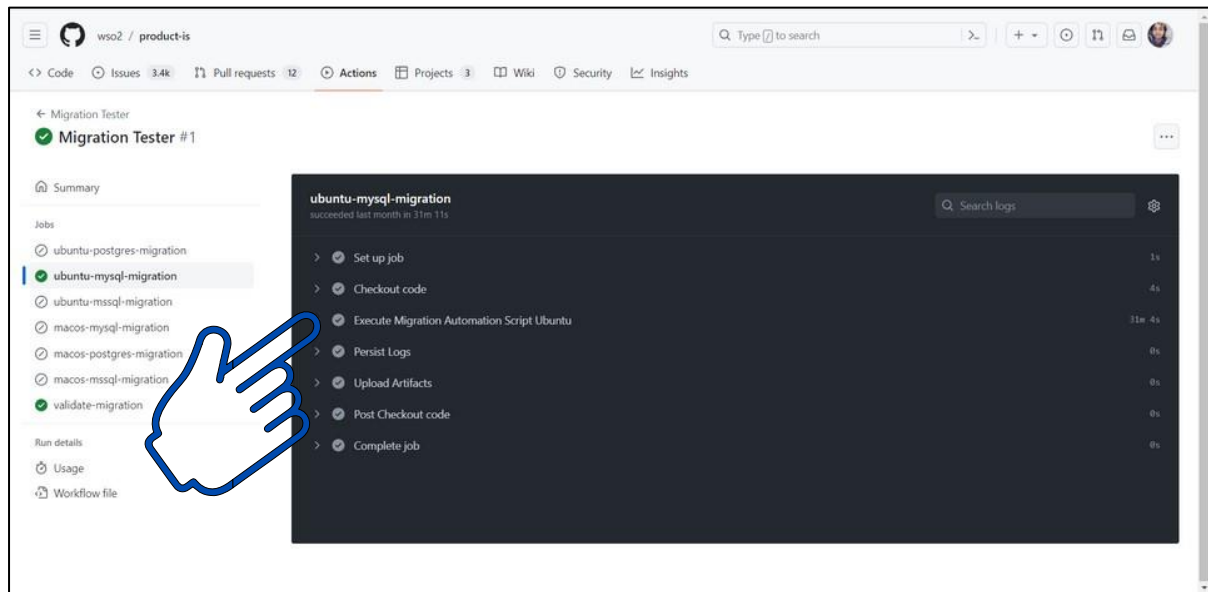 wso2 / product-is
Type / to search
<> Code Issues 3.4k Pull requests 12 Actions Projects 3 Wiki Security Insights
← Migration Tester
Migration Tester #1
Summary
Jobs
ubuntu-postgres-migration
ubuntu-mysql-migration
ubuntu-mssql-migration
macos-mysql-migration
macos-postgres-migration
macos-mssql-migration
validate-migration
Run details
Usage
Workflow file
ubuntu-mysql-migration
succeeded last month in 31m 11s
Search logs
Set up job 1s
Checkout code 4s
Execute Migration Automation Script Ubuntu 31m 4s
Persist Logs 0s
Upload Artifacts 0s
Post Checkout code 0s
Complete job 0s